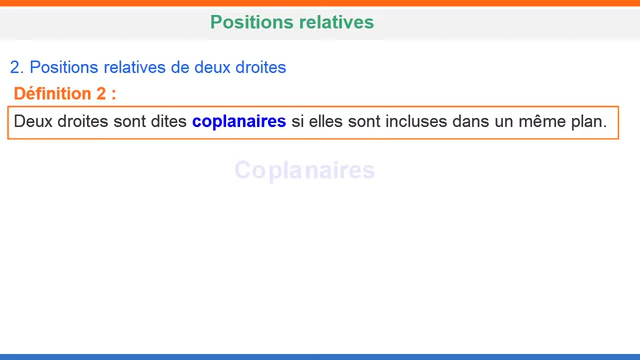 Positions relatives
2. Positions relatives de deux droites
Définition 2 :
Deux droites sont dites coplanaires si elles sont incluses dans un même plan.
Coplanaires